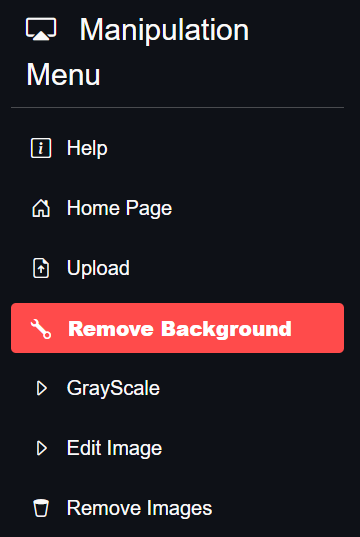 Manipulation
Menu
Help
Home Page
Upload
Remove Background
GrayScale
Edit Image
Remove Images